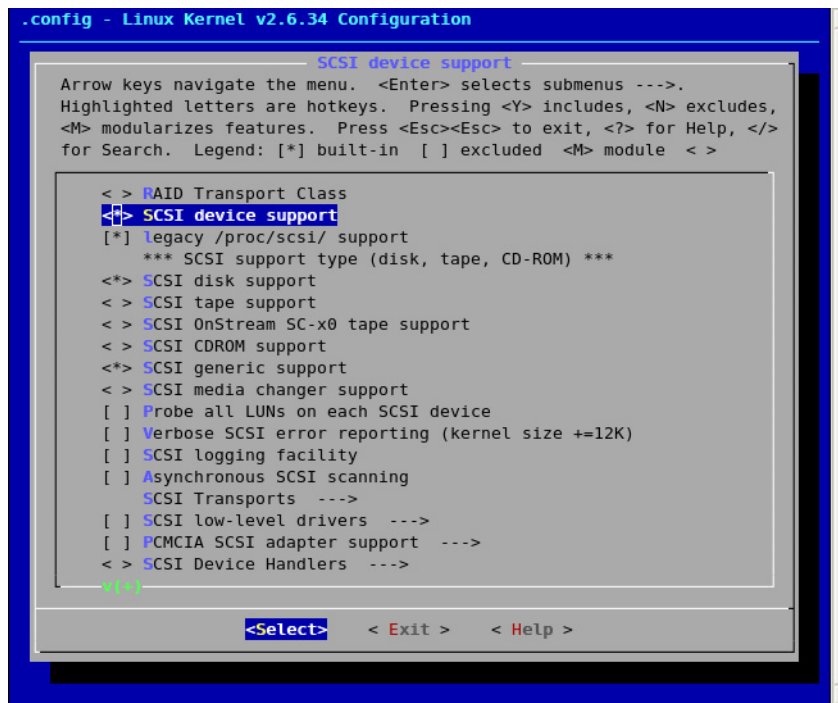 .config - Linux Kernel v2.6.34 Configuration
SCSI device support
Arrow keys navigate the menu.  <Enter> selects submenus --->.
Highlighted letters are hotkeys.  Pressing <Y> includes, <N> excludes,
<M> modularizes features.  Press <Esc><Esc> to exit, <?> for Help, </>
for Search.  Legend: [*] built-in  [ ] excluded  <M> module  < >
< > RAID Transport Class
<*> SCSI device support
[*] legacy /proc/scsi/ support
*** SCSI support type (disk, tape, CD-ROM) ***
<*> SCSI disk support
< > SCSI tape support
< > SCSI OnStream SC-x0 tape support
< > SCSI CDROM support
<*> SCSI generic support
< > SCSI media changer support
[ ] Probe all LUNs on each SCSI device
[ ] Verbose SCSI error reporting (kernel size +=12K)
[ ] SCSI logging facility
[ ] Asynchronous SCSI scanning
SCSI Transports  --->
[ ] SCSI low-level drivers  --->
[ ] PCMCIA SCSI adapter support  --->
< > SCSI Device Handlers  --->
v(+)
<Select>    < Exit >    < Help >